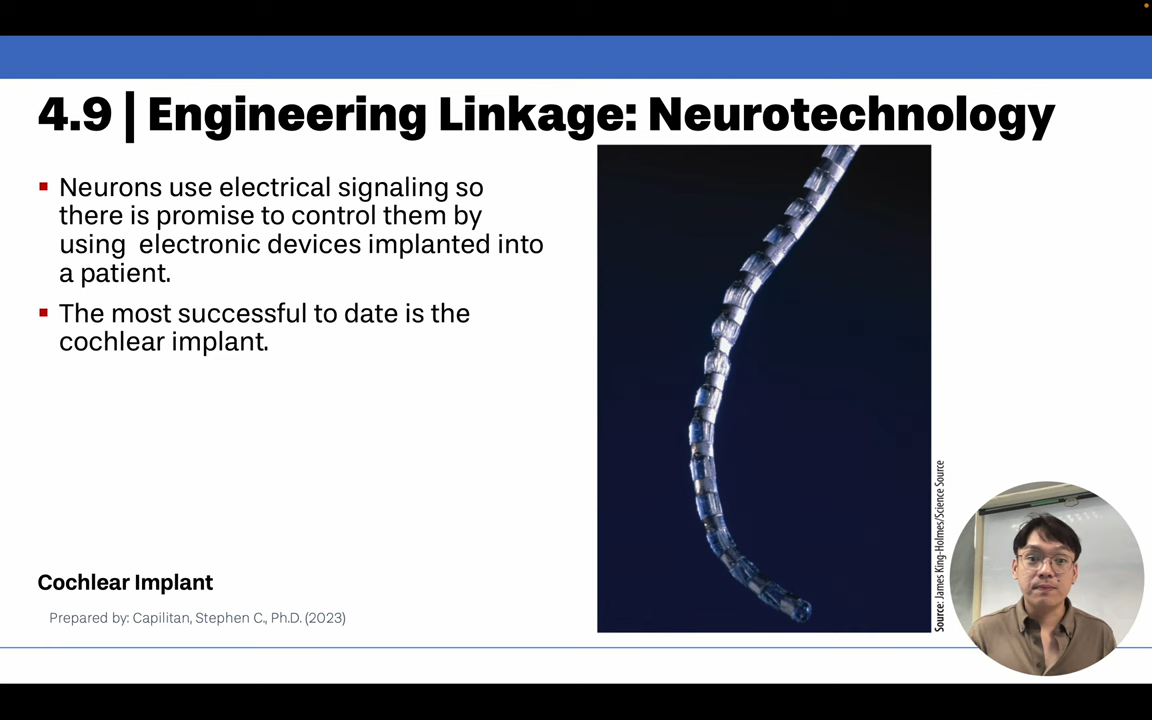 4.9 | Engineering Linkage: Neurotechnology
▪ Neurons use electrical signaling so
there is promise to control them by
using  electronic devices implanted into
a patient.
▪ The most successful to date is the
cochlear implant.
Source: James King-Holmes/Science Source
Cochlear Implant
Prepared by: Capilitan, Stephen C., Ph.D. (2023)